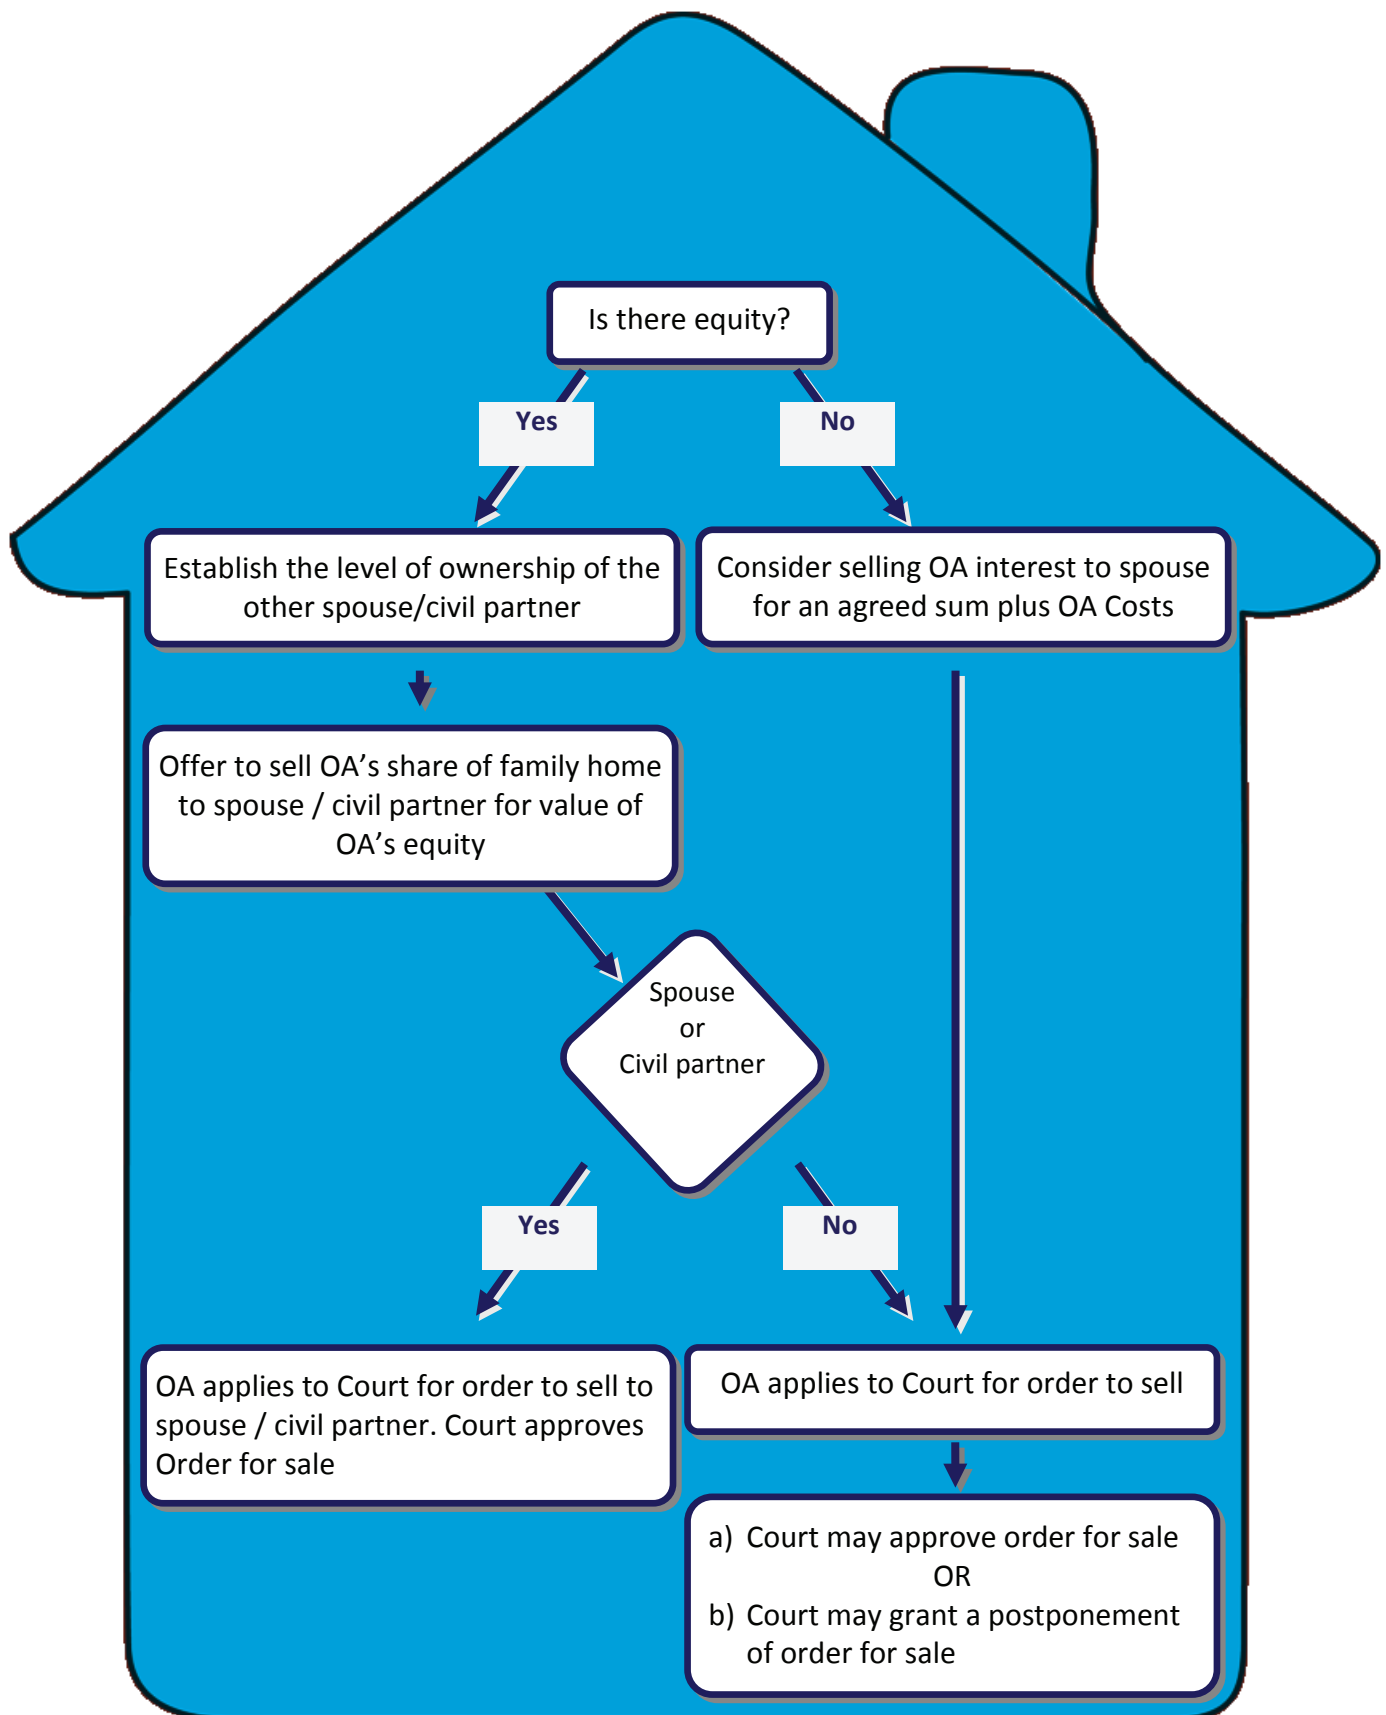 Is there equity?
Yes
No
Establish the level of ownership of the
other spouse/civil partner
Consider selling OA interest to spouse
for an agreed sum plus OA Costs
Offer to sell OA’s share of family home
to spouse / civil partner for value of
OA’s equity
Spouse
or
Civil partner
Yes
No
OA applies to Court for order to sell to
spouse / civil partner. Court approves
Order for sale
OA applies to Court for order to sell
a) Court may approve order for sale
OR
b) Court may grant a postponement
of order for sale